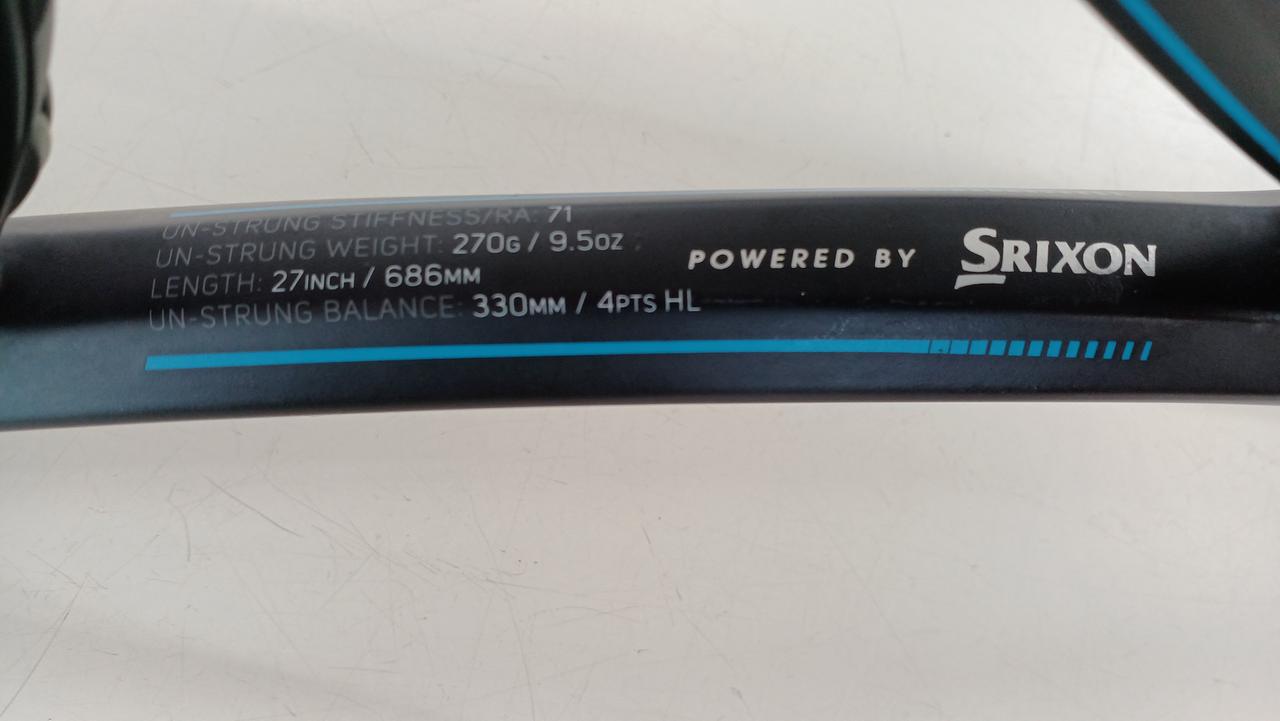 UN-STRUNG STIFFNESS/RA: 71
UN-STRUNG WEIGHT: 270G / 9.5OZ
LENGTH: 27INCH / 686MM
UN-STRUNG BALANCE: 330MM / 4PTS HL
POWERED BY SRIXON